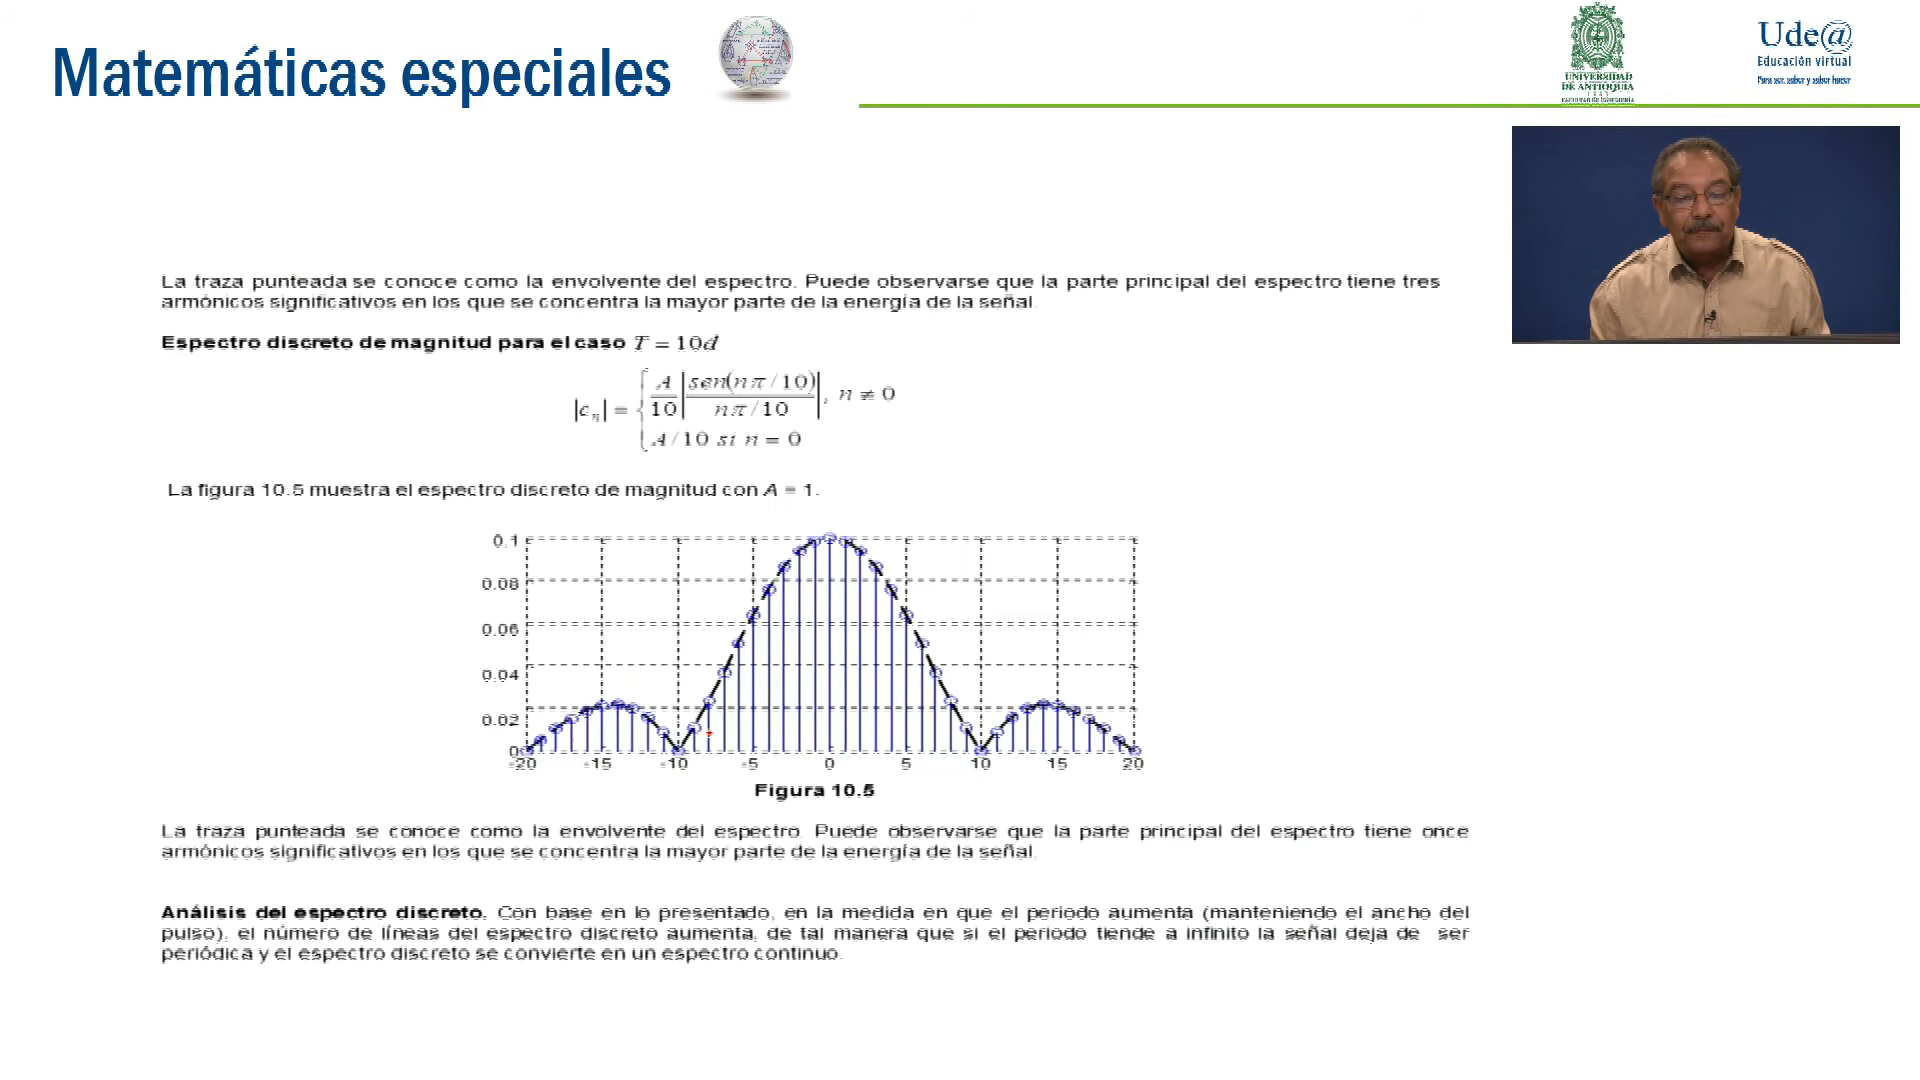 Matemáticas especiales
UNIVERSIDAD
DE ANTIOQUIA
1803
FACULTAD DE INGENIERÍA
Ude@
Educación virtual
Para ser, saber y saber hacer
La traza punteada se conoce como la envolvente del espectro. Puede observarse que la parte principal del espectro tiene tres
armónicos significativos en los que se concentra la mayor parte de la energía de la señal.
Espectro discreto de magnitud para el caso T = 10d
|c_n| = { A/10 |sen(nπ/10) / nπ/10|, n ≠ 0
A/10 si n = 0
La figura 10.5 muestra el espectro discreto de magnitud con A = 1.
0.1
0.08
0.06
0.04
0.02
0
-20 -15 -10 -5 0 5 10 15 20
Figura 10.5
La traza punteada se conoce como la envolvente del espectro. Puede observarse que la parte principal del espectro tiene once
armónicos significativos en los que se concentra la mayor parte de la energía de la señal.
Análisis del espectro discreto. Con base en lo presentado, en la medida en que el periodo aumenta (manteniendo el ancho del
pulso), el número de líneas del espectro discreto aumenta, de tal manera que si el periodo tiende a infinito la señal deja de ser
periódica y el espectro discreto se convierte en un espectro continuo.